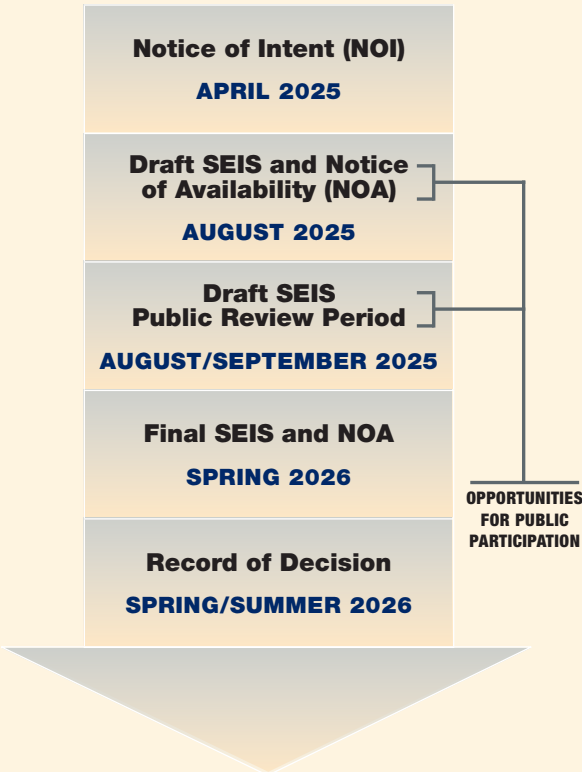 Notice of Intent (NOI)
APRIL 2025
Draft SEIS and Notice
of Availability (NOA)
AUGUST 2025
Draft SEIS
Public Review Period
AUGUST/SEPTEMBER 2025
Final SEIS and NOA
SPRING 2026
Record of Decision
SPRING/SUMMER 2026
OPPORTUNITIES
FOR PUBLIC
PARTICIPATION